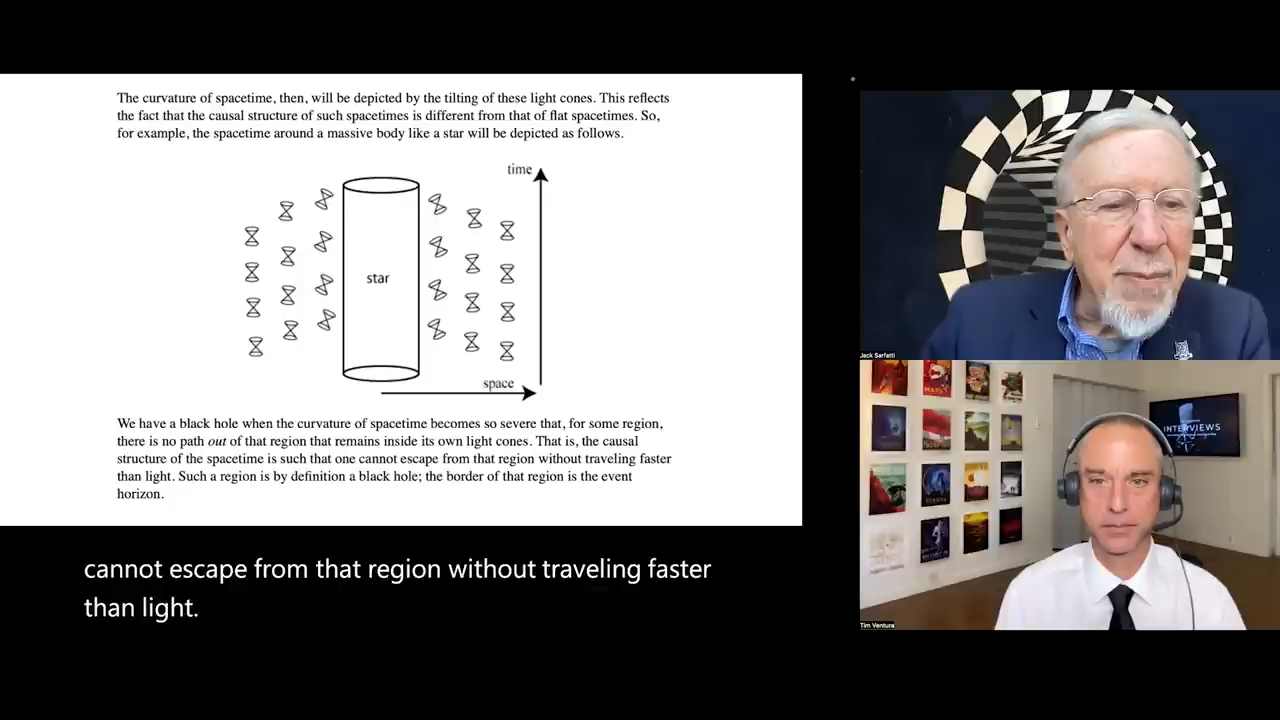 The curvature of spacetime, then, will be depicted by the tilting of these light cones. This reflects
the fact that the causal structure of such spacetimes is different from that of flat spacetimes. So,
for example, the spacetime around a massive body like a star will be depicted as follows.
time
star
space
We have a black hole when the curvature of spacetime becomes so severe that, for some region,
there is no path out of that region that remains inside its own light cones. That is, the causal
structure of the spacetime is such that one cannot escape from that region without traveling faster
than light. Such a region is by definition a black hole; the border of that region is the event
horizon.
cannot escape from that region without traveling faster
than light.
Jack Sarfatti
INTERVIEWS
Tim Ventura